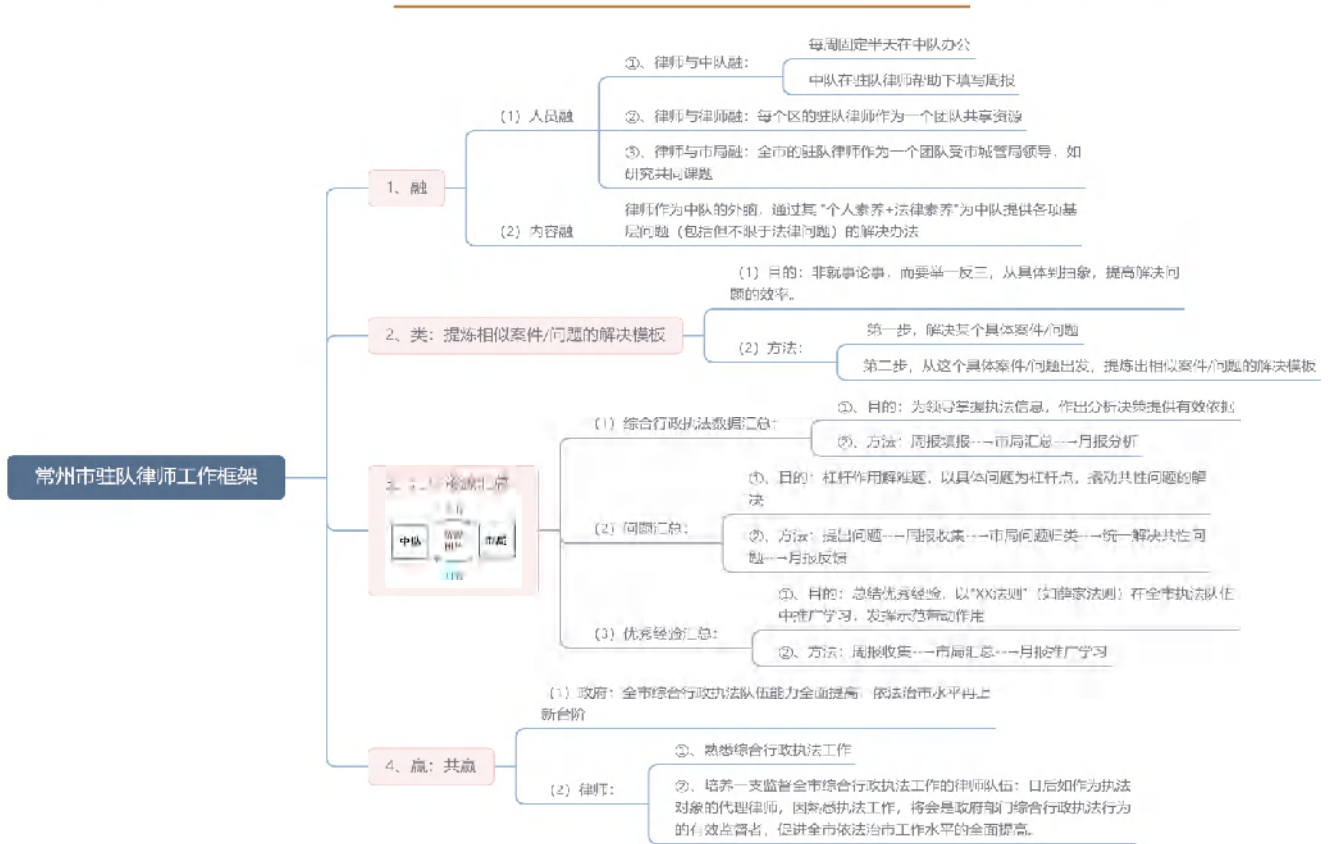 常州市驻队律师工作框架
1、融
(1) 人员融
①、律师与中队融：
每周固定半天在中队办公
中队在驻队律师帮助下填写周报
②、律师与律师融：每个区的驻队律师作为一个团队共享资源
③、律师与市局融：全市的驻队律师作为一个团队受市城管局领导，如
研究共同课题
(2) 内容融
律师作为中队的外脑，通过其 "个人素养+法律素养"为中队提供各项基
层问题（包括但不限于法律问题）的解决办法
2、类：提炼相似案件/问题的解决模板
(1) 目的：非就事论事，而要举一反三，从具体到抽象，提高解决问
题的效率。
(2) 方法：
第一步，解决某个具体案件/问题
第二步，从这个具体案件/问题出发，提炼出相似案件/问题的解决模板
中队
市局
(1) 综合行政执法数据汇总：
①、目的：为领导掌握执法信息，作出分析决策提供有效依据
②、方法：周报填报--→市局汇总--→月报分析
(2) 问题汇总：
①、目的：杠杆作用解难题，以具体问题为杠杆点，撬动共性问题的解
决
②、方法：提出问题--→周报收集--→市局问题归类--→统一解决共性问
题--→月报反馈
(3) 优秀经验汇总：
①、目的：总结优秀经验，以"XX法则"（如薛家法则）在全市执法队伍
中推广学习，发挥示范带动作用
②、方法：周报收集--→市局汇总--→月报推广学习
4、赢：共赢
(1) 政府：全市综合行政执法队伍能力全面提高，依法治市水平再上
新台阶
(2) 律师：
①、熟悉综合行政执法工作
②、培养一支监督全市综合行政执法工作的律师队伍：日后如作为执法
对象的代理律师，因熟悉执法工作，将会是政府部门综合行政执法行为
的有效监督者，促进全市依法治市工作水平的全面提高。